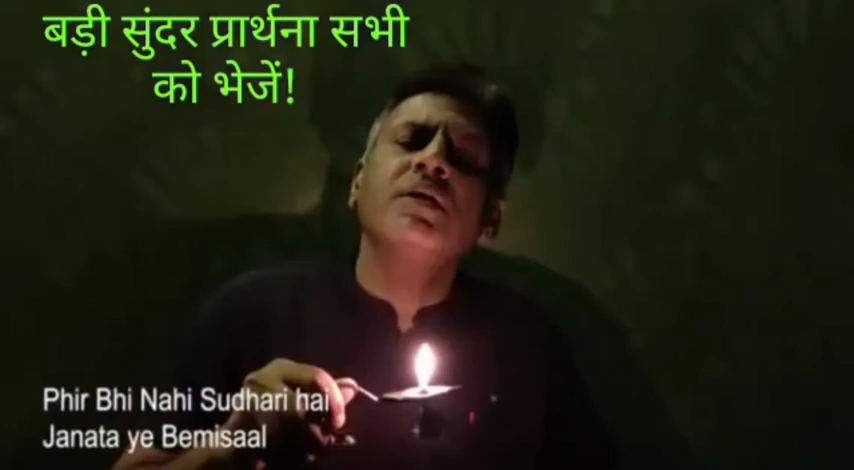 बड़ी सुंदर प्रार्थना सभी
को भेजें!
Phir Bhi Nahi Sudhari hai
Janata ye Bemisaal